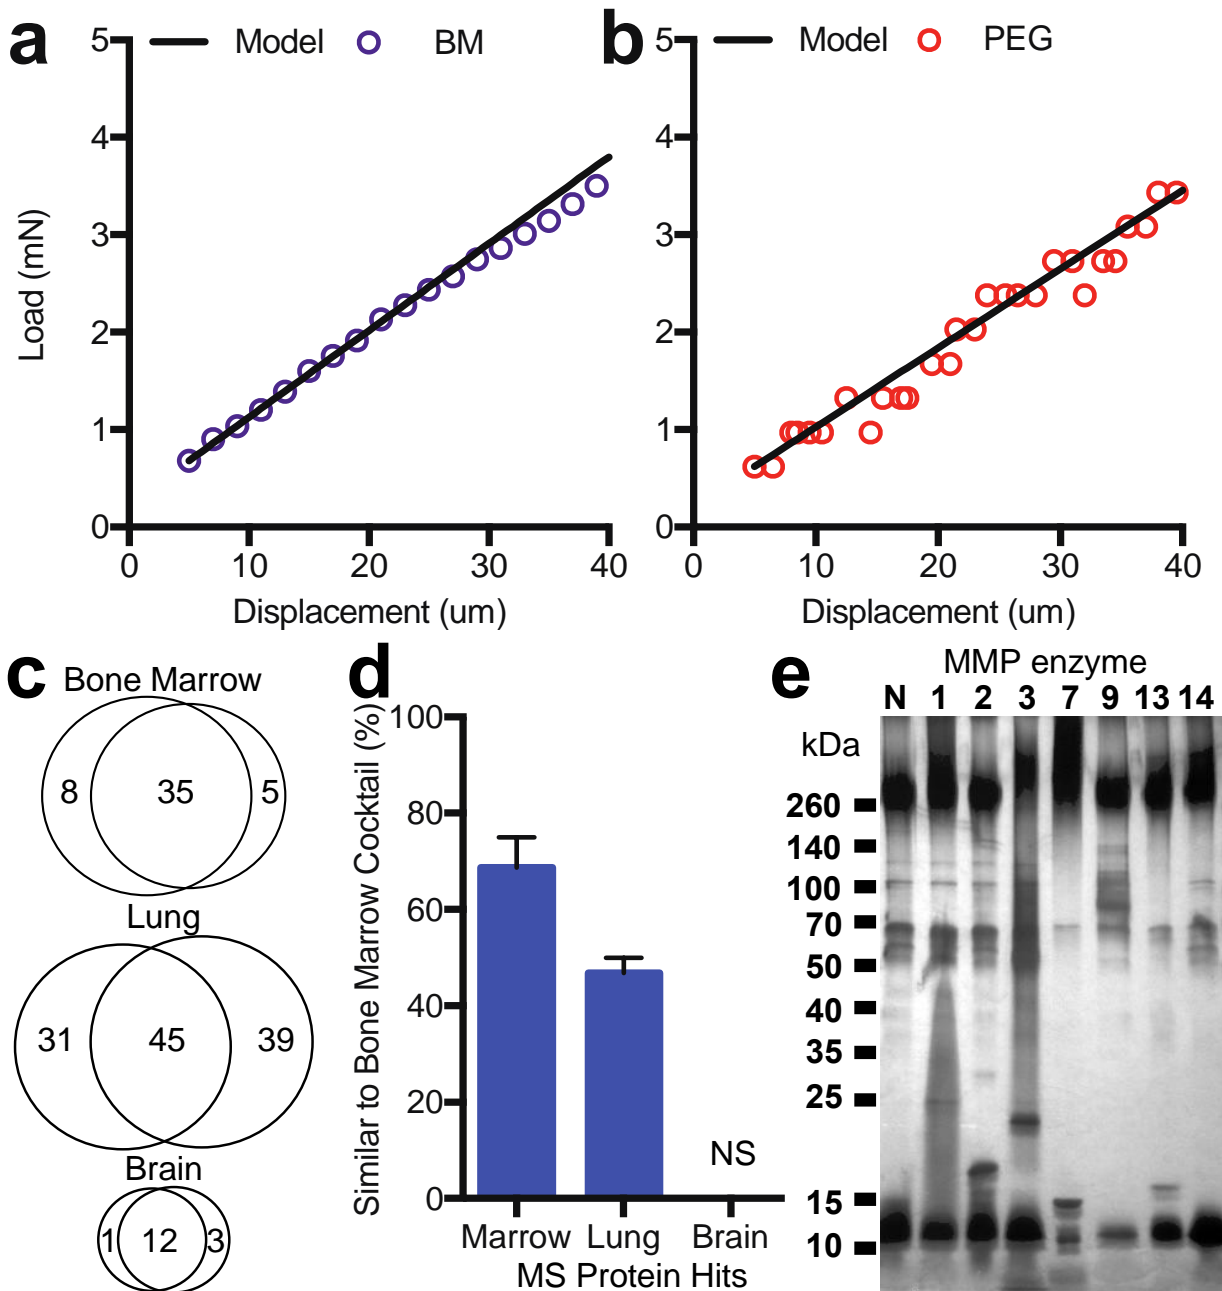 a
Model BM
5
4
3
2
1
0
Load (mN)
0 10 20 30 40
Displacement (um)
b
Model PEG
5
4
3
2
1
0
0 10 20 30 40
Displacement (um)
c
Bone Marrow
8 35 5
Lung
31 45 39
Brain
1 12 3
d
Similar to Bone Marrow Cocktail (%)
100
80
60
40
20
0
NS
Marrow Lung Brain
MS Protein Hits
e
MMP enzyme
N 1 2 3 7 9 13 14
kDa
260
140
100
70
50
40
35
25
15
10